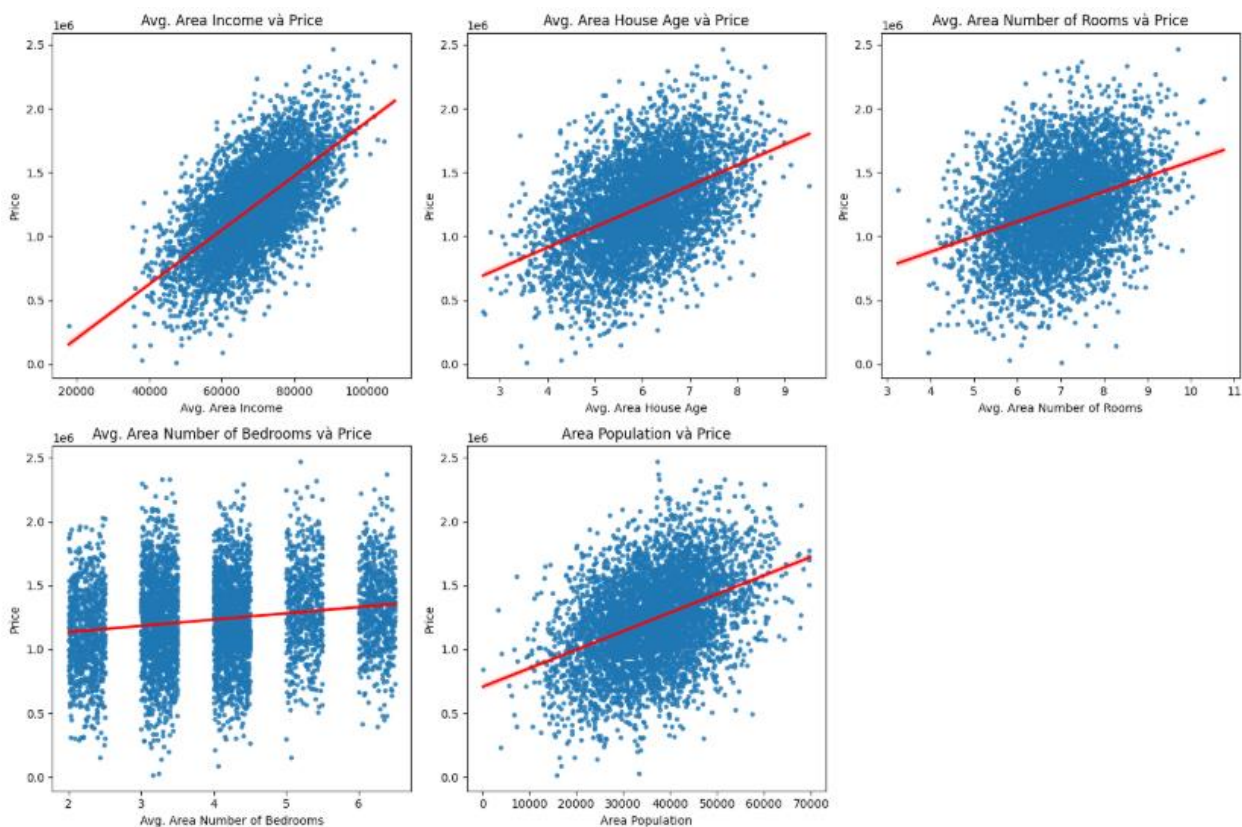 Avg. Area Income và Price
1e6
2.5
2.0
1.5
1.0
0.5
0.0
Price
20000 40000 60000 80000 100000
Avg. Area Income
Avg. Area House Age và Price
1e6
2.5
2.0
1.5
1.0
0.5
0.0
Price
3 4 5 6 7 8 9
Avg. Area House Age
Avg. Area Number of Rooms và Price
1e6
2.5
2.0
1.5
1.0
0.5
0.0
Price
3 4 5 6 7 8 9 10 11
Avg. Area Number of Rooms
Avg. Area Number of Bedrooms và Price
1e6
2.5
2.0
1.5
1.0
0.5
0.0
Price
2 3 4 5 6
Avg. Area Number of Bedrooms
Area Population và Price
1e6
2.5
2.0
1.5
1.0
0.5
0.0
Price
0 10000 20000 30000 40000 50000 60000 70000
Area Population